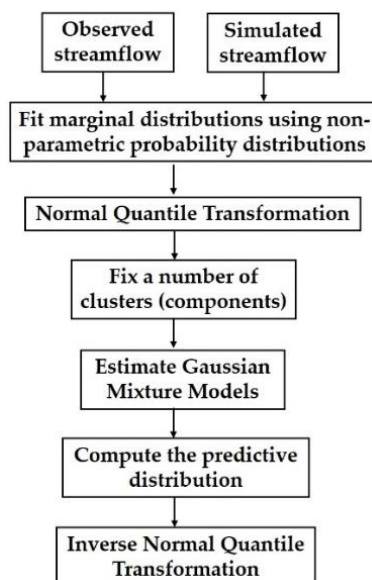 Observed
streamflow
Simulated
streamflow
Fit marginal distributions using non-
parametric probability distributions
Normal Quantile Transformation
Fix a number of
clusters (components)
Estimate Gaussian
Mixture Models
Compute the predictive
distribution
Inverse Normal Quantile
Transformation